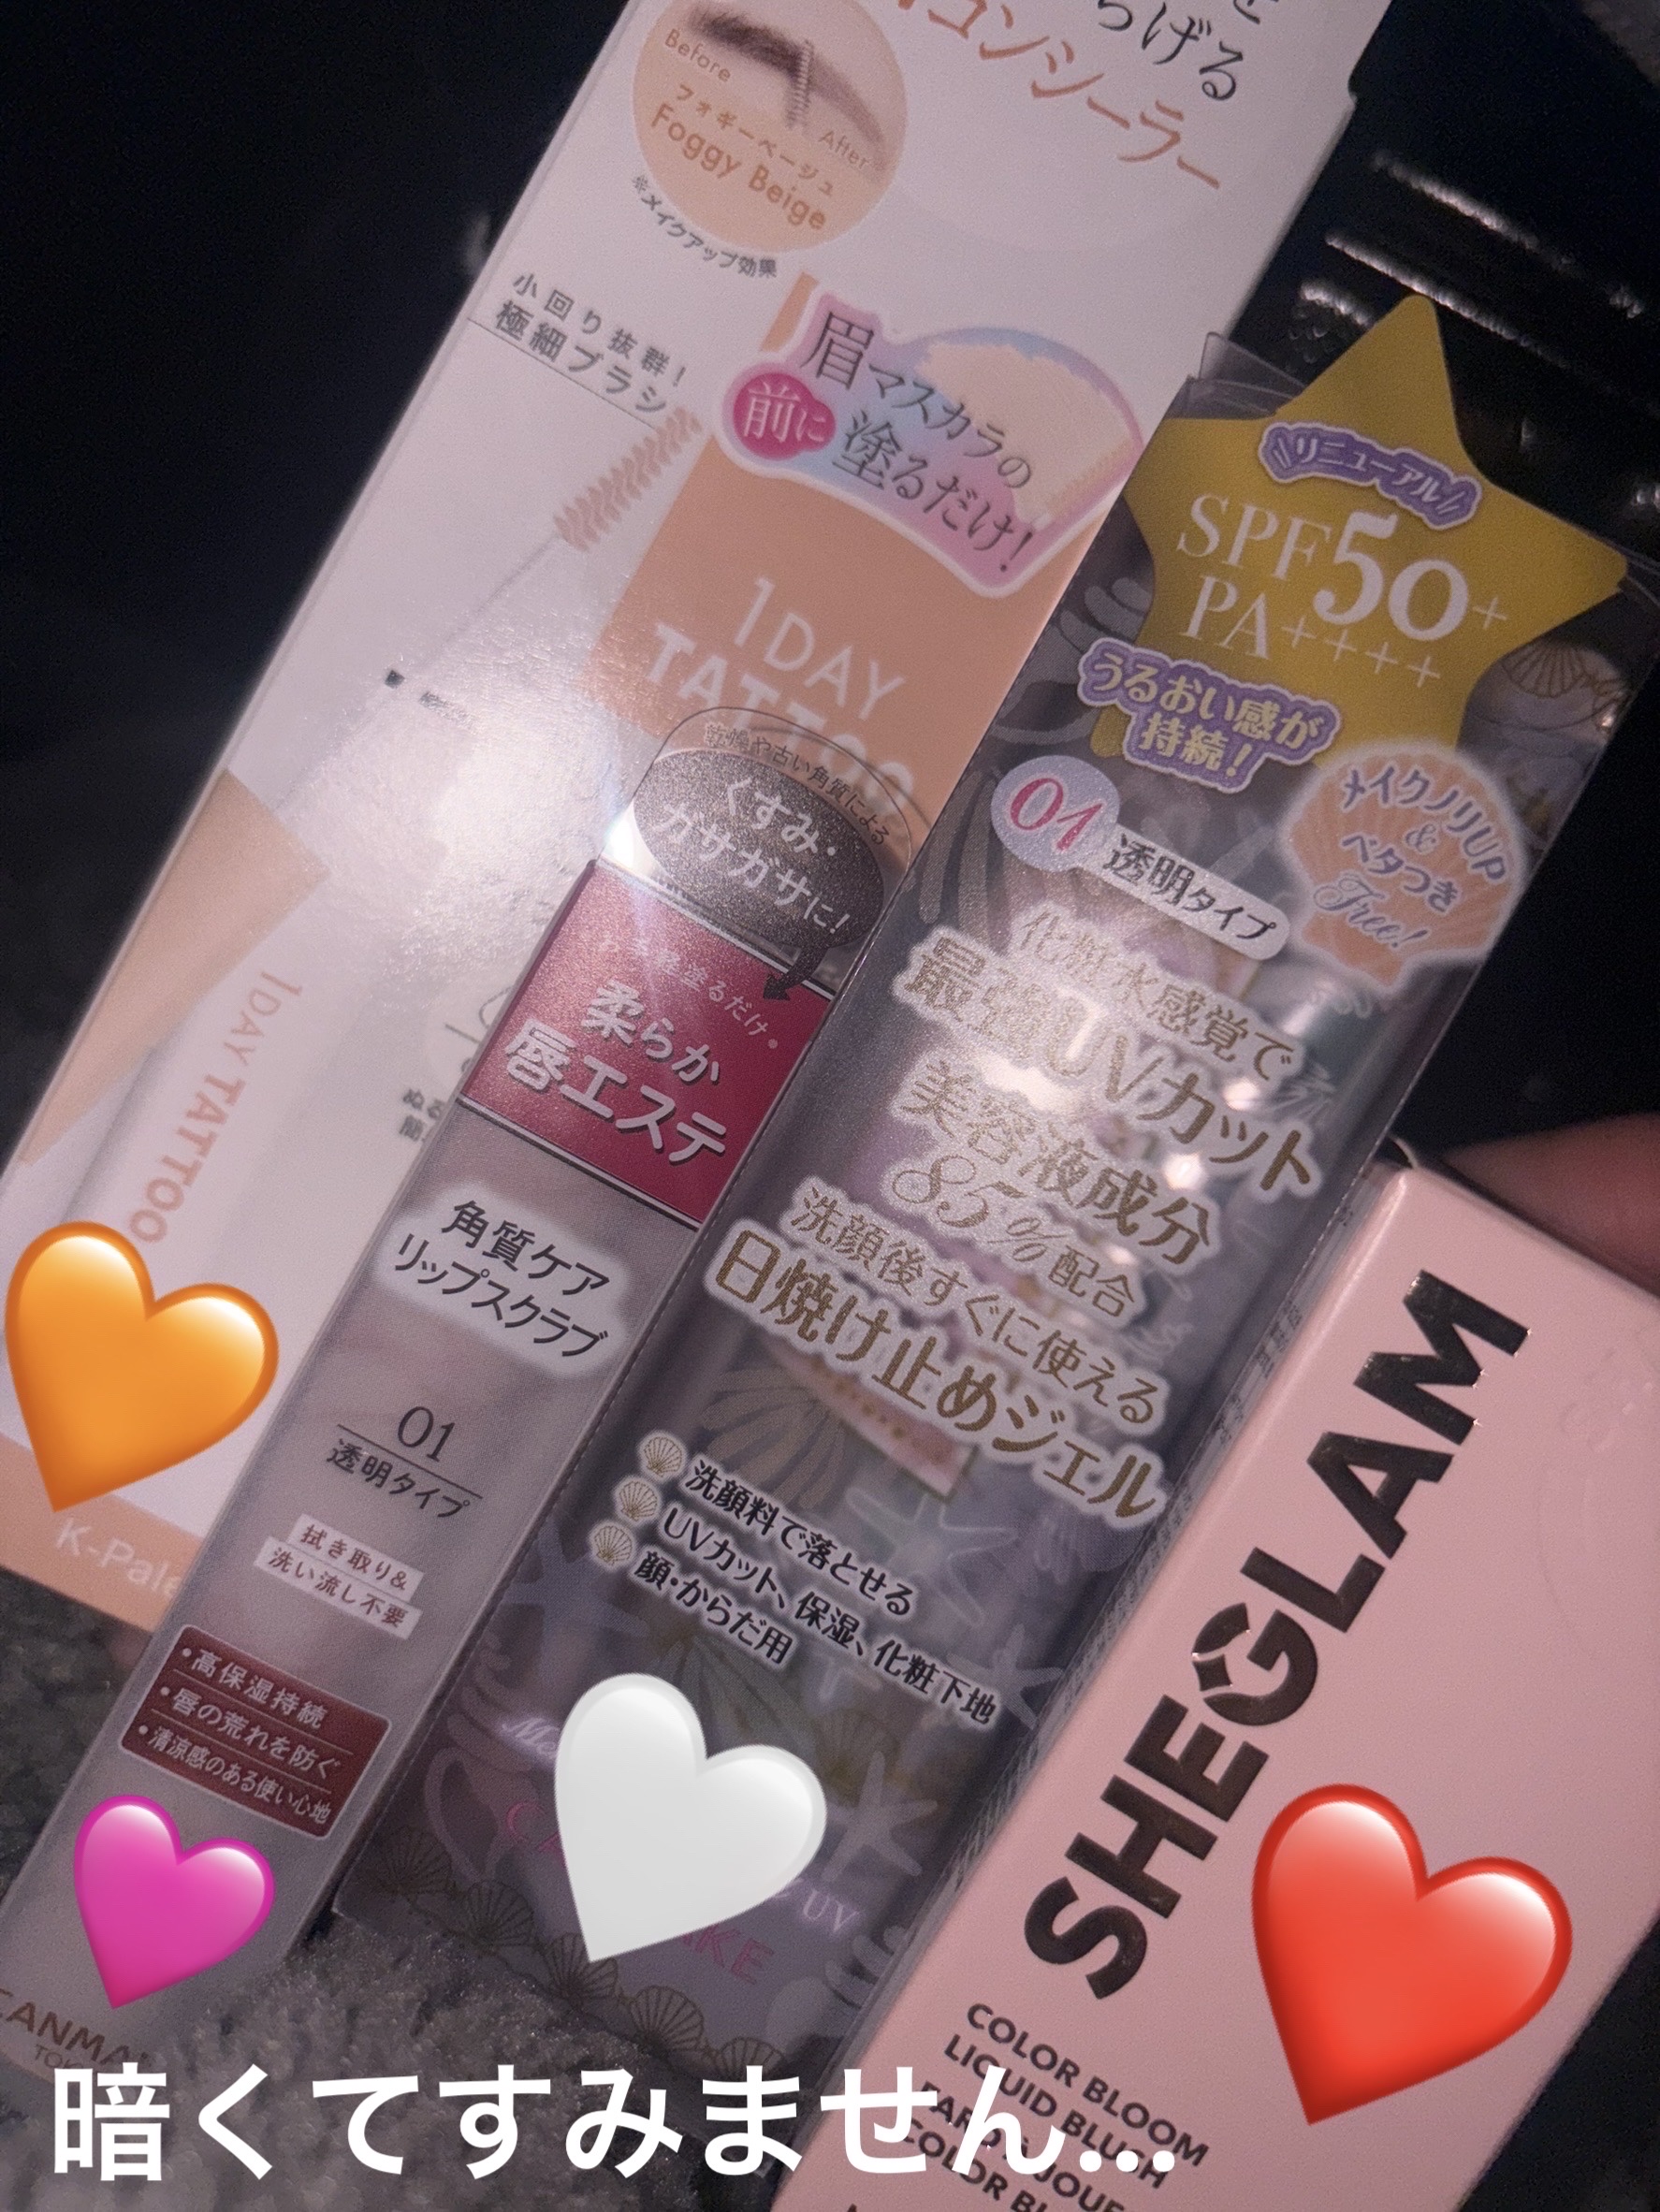 を
らげる
コンシーラー
Before
After
フォギーベージュ
Foggy Beige
※メイクアップ効果
小回り抜群!
極細ブラシ
眉マスカラの
前に塗るだけ!
1DAY
TATTOO
1DAY TATTOO
K-Pale
乾燥や古い角質による
くすみ・
ガサガサに!
塗るだけ。
柔らか
唇エステ
角質ケア
リップスクラブ
01
透明タイプ
拭き取り&
洗い流し不要
・高保湿持続
・唇の荒れを防ぐ
・清涼感のある使い心地
CANMA
リニューアル
SPF50+
PA++++
うるおい感が
持続!
メイクノリUP
&
ベタつき
Free!
01 透明タイプ
化粧水感覚で
最強UVカット
美容液成分
85%配合
洗顔後すぐに使える
日焼け止めジェル
洗顔料で落とせる
UVカット、保湿、化粧下地
顔・からだ用
UV
SHEGLAM
COLOR BLOOM
LIQUID BLUSH
FARD À JOUE
COLOR BL
暗くてすみません…